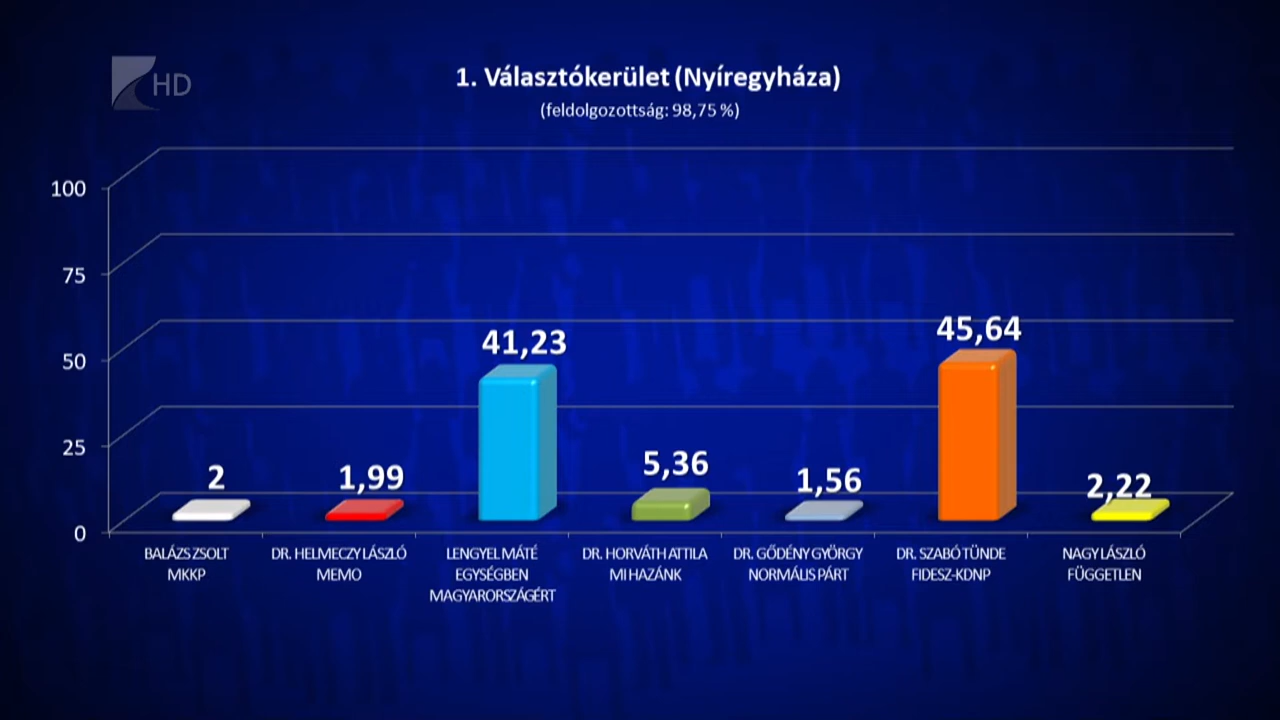 HD
1. Választókerület (Nyíregyháza)
(feldolgozottság: 98,75 %)
100
75
50
25
0
2
1,99
41,23
5,36
1,56
45,64
2,22
BALÁZS ZSOLT
MKKP
DR. HELMECZY LÁSZLÓ
MEMO
LENGYEL MÁTÉ
EGYSÉGBEN
MAGYARORSZÁGÉRT
DR. HORVÁTH ATTILA
MI HAZÁNK
DR. GŐDÉNY GYÖRGY
NORMÁLIS PÁRT
DR. SZABÓ TÜNDE
FIDESZ-KDNP
NAGY LÁSZLÓ
FÜGGETLEN